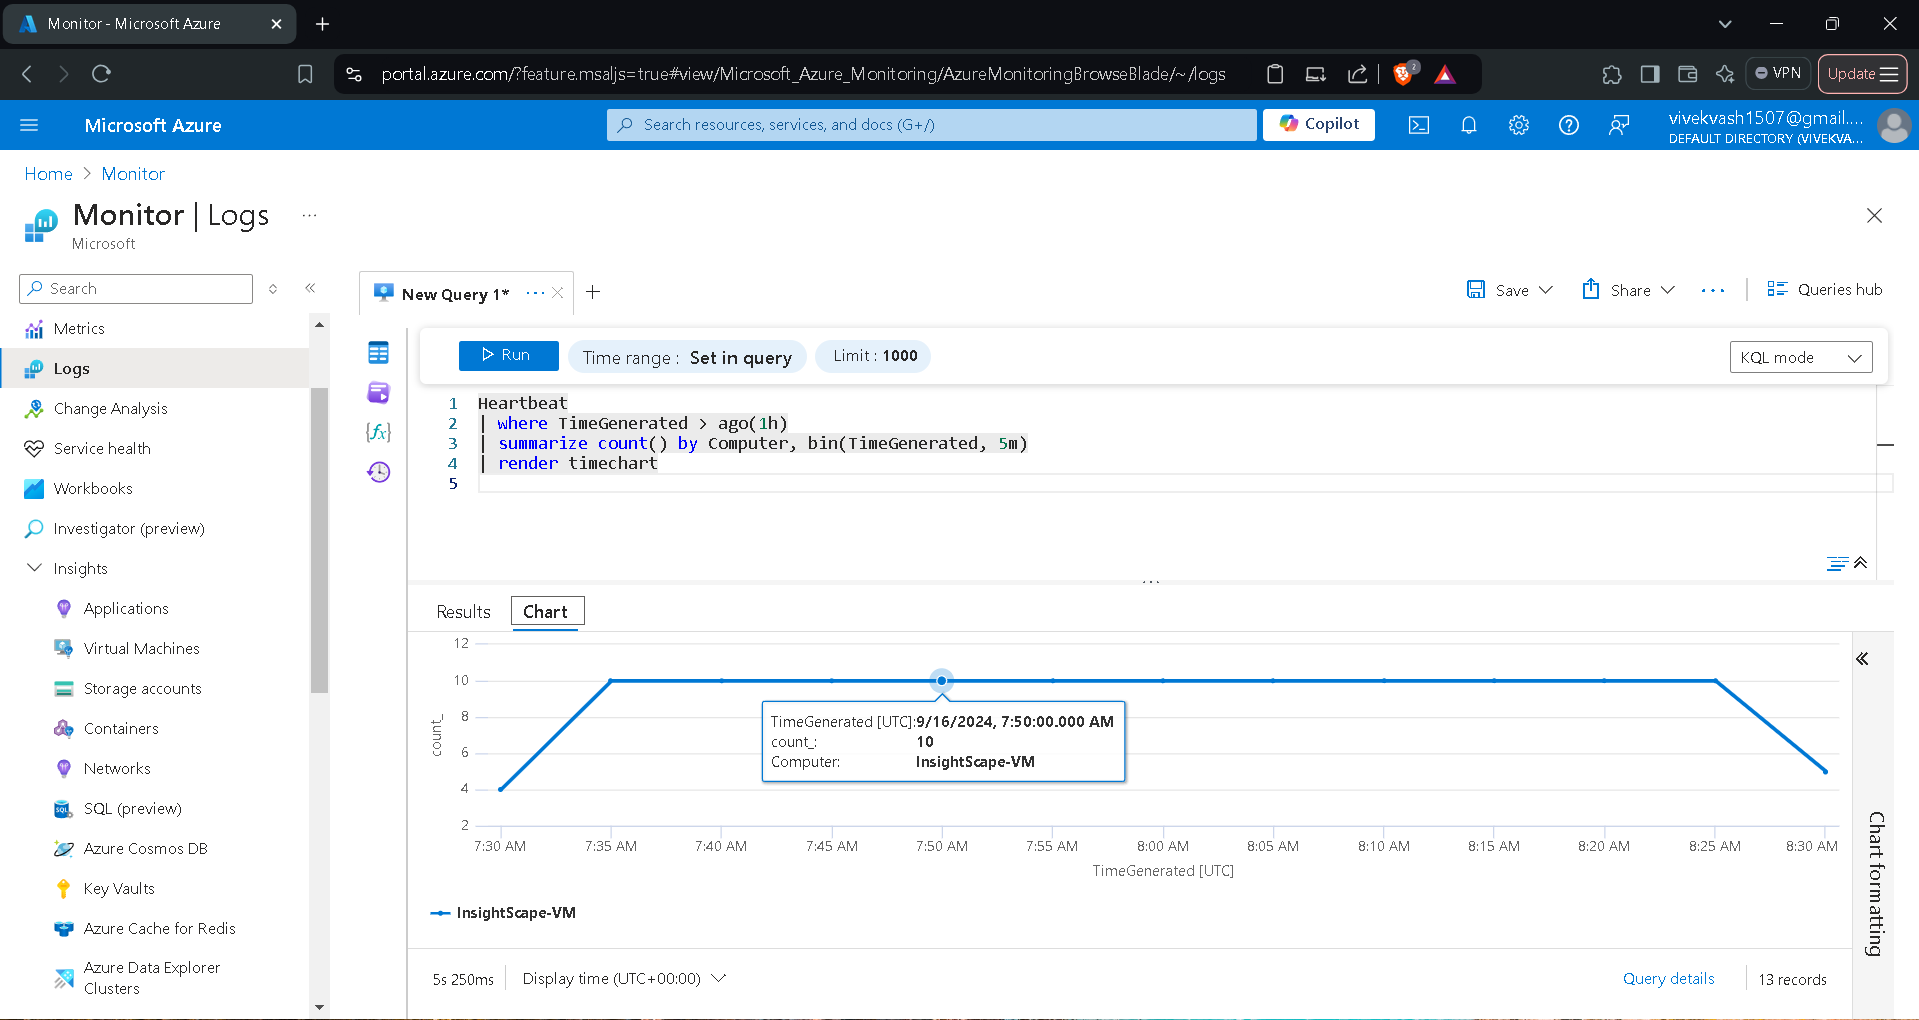 Monitor - Microsoft Azure
portal.azure.com/?feature.msaljs=true#view/Microsoft_Azure_Monitoring/AzureMonitoringBrowseBlade/~/logs
2
VPN
Update
Microsoft Azure
Search resources, services, and docs (G+/)
Copilot
vivekvash1507@gmail....
DEFAULT DIRECTORY (VIVEKVA...
Home > Monitor
Monitor | Logs
...
Microsoft
Search
Metrics
Logs
Change Analysis
Service health
Workbooks
Investigator (preview)
Insights
Applications
Virtual Machines
Storage accounts
Containers
Networks
SQL (preview)
Azure Cosmos DB
Key Vaults
Azure Cache for Redis
Azure Data Explorer
Clusters
New Query 1*
Save
Share
Queries hub
Run
Time range : Set in query
Limit : 1000
KQL mode
1 Heartbeat
2 | where TimeGenerated > ago(1h)
3 | summarize count() by Computer, bin(TimeGenerated, 5m)
4 | render timechart
5
Results
Chart
12
10
8
6
4
2
count_
TimeGenerated [UTC]:9/16/2024, 7:50:00.000 AM
count_: 10
Computer: InsightScape-VM
7:30 AM 7:35 AM 7:40 AM 7:45 AM 7:50 AM 7:55 AM 8:00 AM 8:05 AM 8:10 AM 8:15 AM 8:20 AM 8:25 AM 8:30 AM
TimeGenerated [UTC]
InsightScape-VM
Chart formatting
5s 250ms
Display time (UTC+00:00)
Query details
13 records